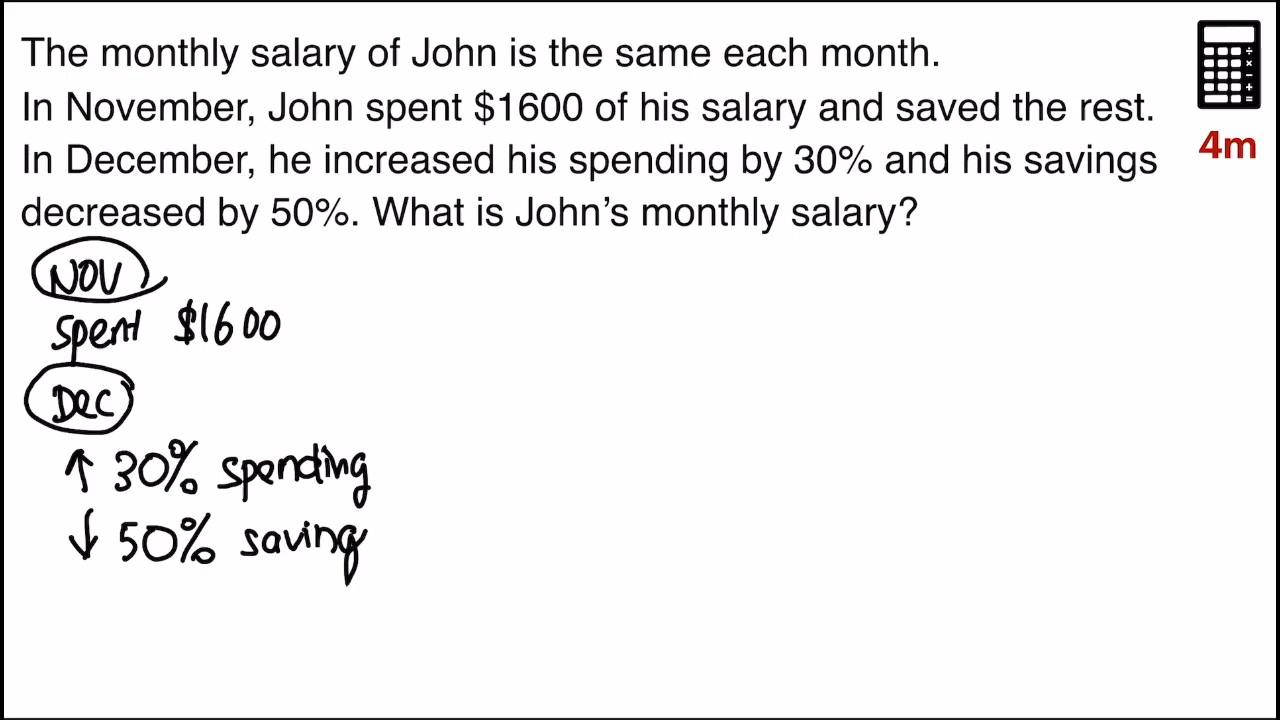 The monthly salary of John is the same each month.
In November, John spent $1600 of his salary and saved the rest.
In December, he increased his spending by 30% and his savings
decreased by 50%. What is John’s monthly salary?
÷
×
−
+
=
4m
NOV
spent $1600
Dec
↑ 30% spending
↓ 50% saving